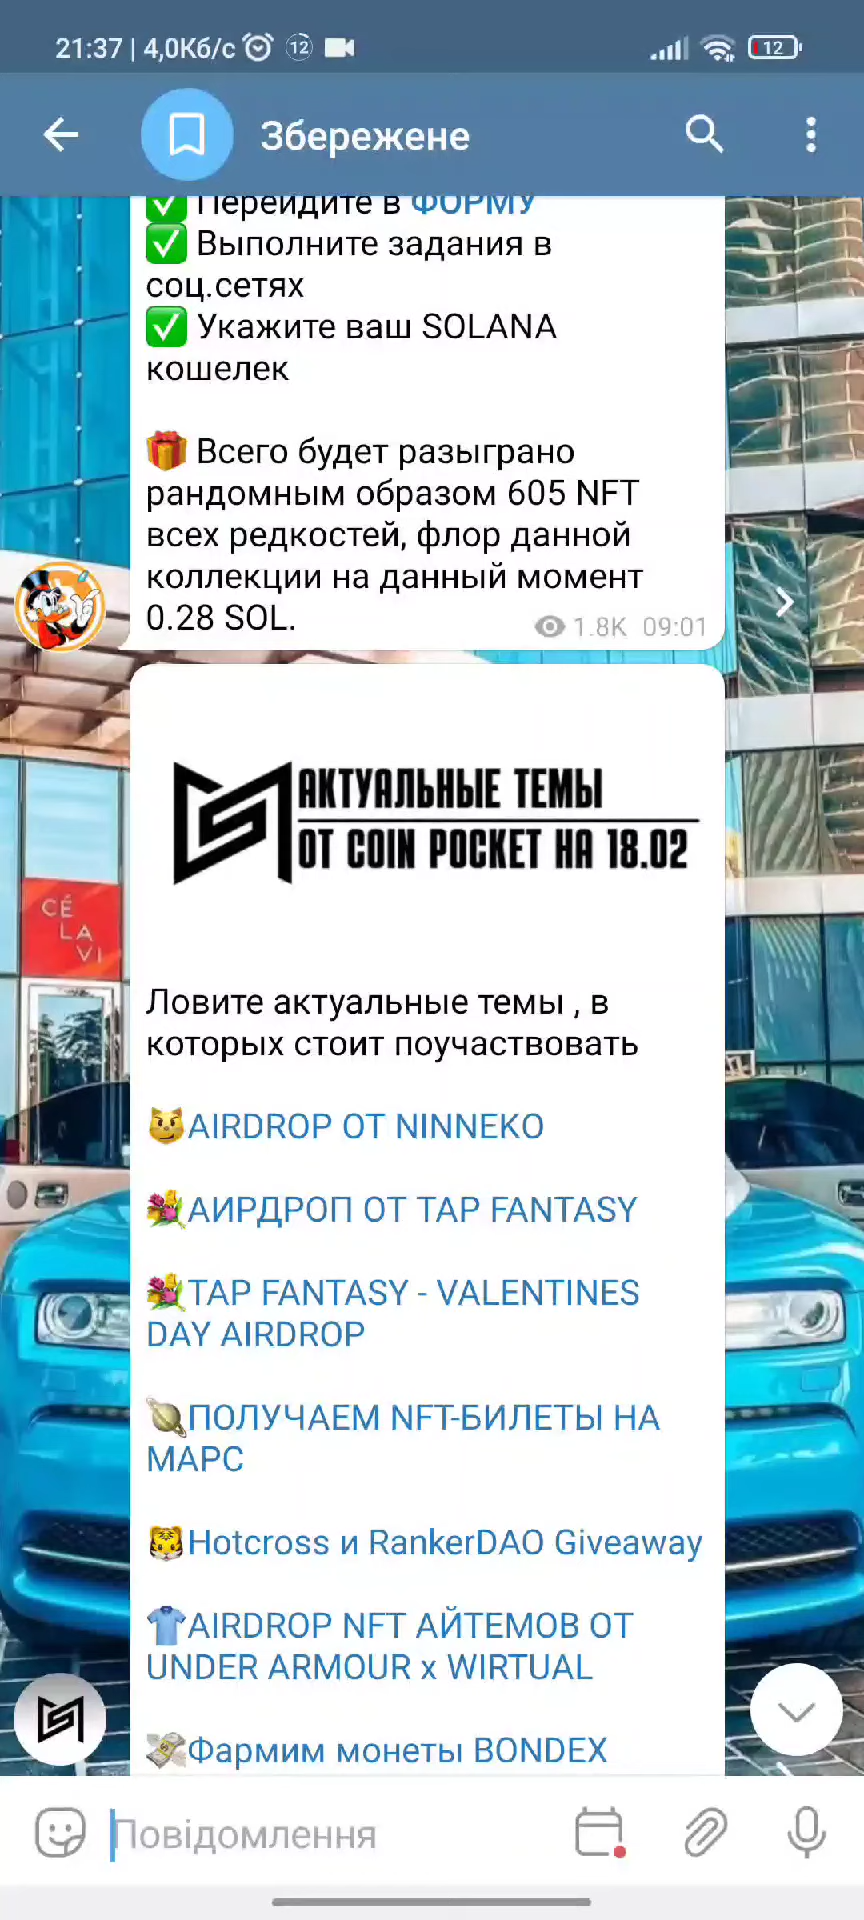 21:37 | 4,0Кб/с 12 12
Збережене
✅ Перейдите в ФОРМУ
✅ Выполните задания в
соц.сетях
✅ Укажите ваш SOLANA
кошелек
🎁 Всего будет разыграно
рандомным образом 605 NFT
всех редкостей, флор данной
коллекции на данный момент
0.28 SOL.
1.8K 09:01
АКТУАЛЬНЫЕ ТЕМЫ
ОТ COIN POCKET НА 18.02
CÉ
LA
VI
Ловите актуальные темы , в
которых стоит поучаствовать
😼AIRDROP ОТ NINNEKO
💐АИРДРОП ОТ TAP FANTASY
💐TAP FANTASY - VALENTINES
DAY AIRDROP
🪐ПОЛУЧАЕМ NFT-БИЛЕТЫ НА
МАРС
🐯Hotcross и RankerDAO Giveaway
👕AIRDROP NFT АЙТЕМОВ ОТ
UNDER ARMOUR x WIRTUAL
💸Фармим монеты BONDEX
Повідомлення